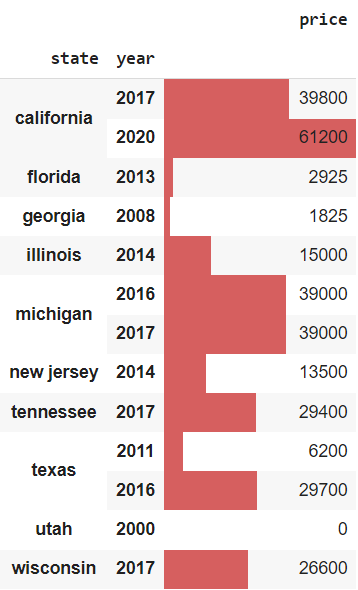 price
state year
california 2017 39800
2020 61200
florida 2013 2925
georgia 2008 1825
illinois 2014 15000
michigan 2016 39000
2017 39000
new jersey 2014 13500
tennessee 2017 29400
texas 2011 6200
2016 29700
utah 2000 0
wisconsin 2017 26600